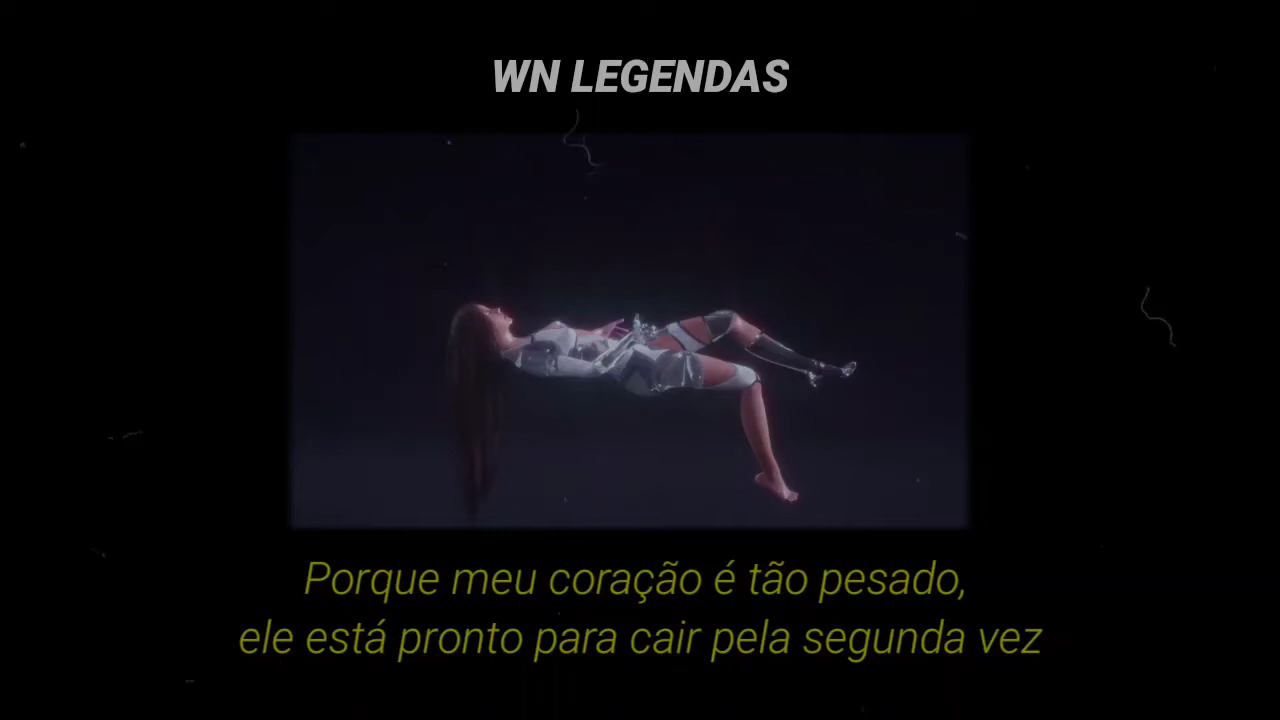 WN LEGENDAS
Porque meu coração é tão pesado,
ele está pronto para cair pela segunda vez